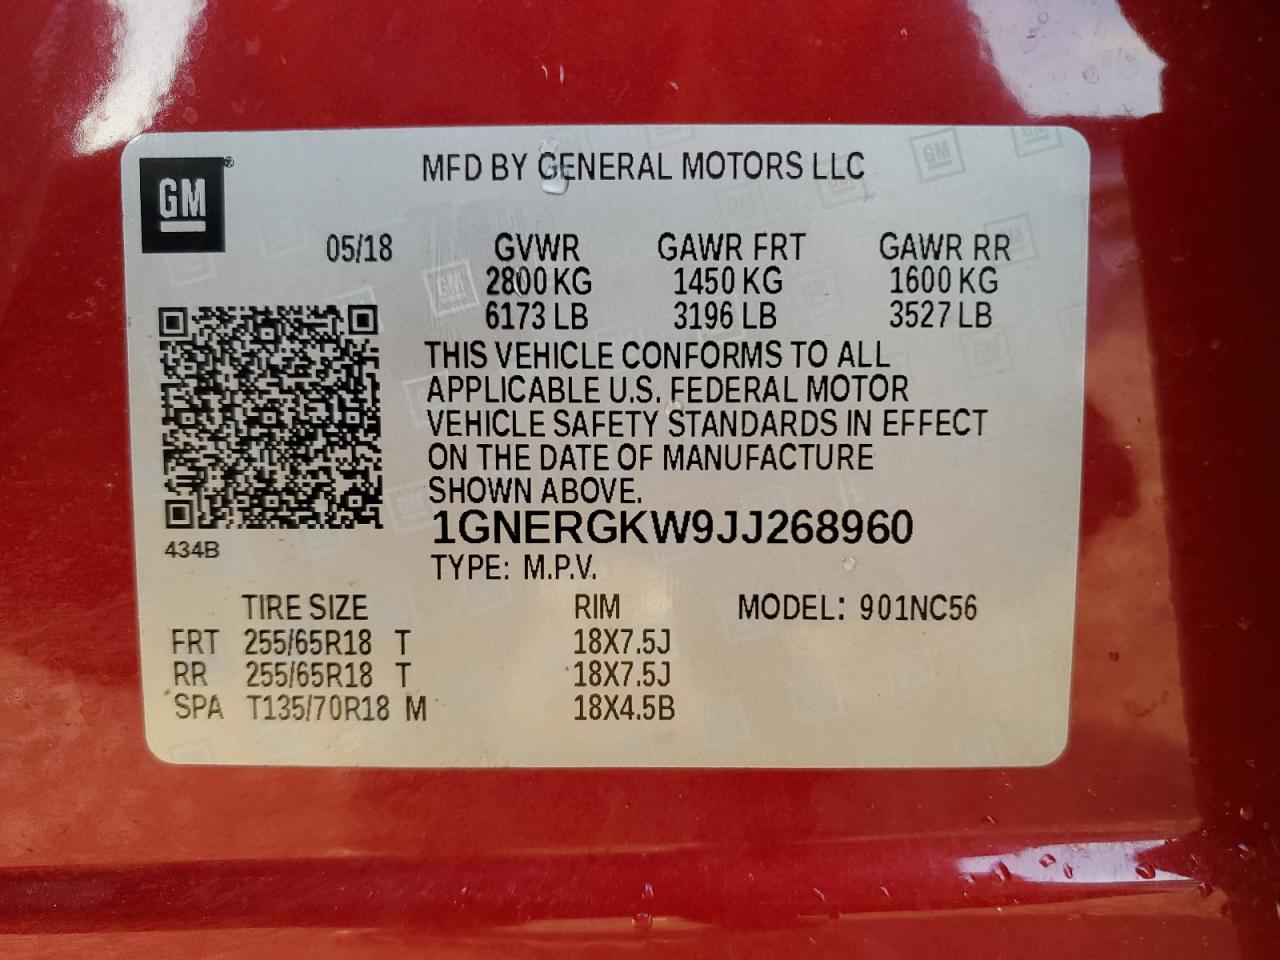 GM
MFD BY GENERAL MOTORS LLC
05/18 GVWR GAWR FRT GAWR RR
2800 KG 1450 KG 1600 KG
6173 LB 3196 LB 3527 LB
THIS VEHICLE CONFORMS TO ALL
APPLICABLE U.S. FEDERAL MOTOR
VEHICLE SAFETY STANDARDS IN EFFECT
ON THE DATE OF MANUFACTURE
SHOWN ABOVE.
1GNERGKW9JJ268960
434B
TYPE: M.P.V.
TIRE SIZE RIM MODEL: 901NC56
FRT 255/65R18 T 18X7.5J
RR 255/65R18 T 18X7.5J
SPA T135/70R18 M 18X4.5B